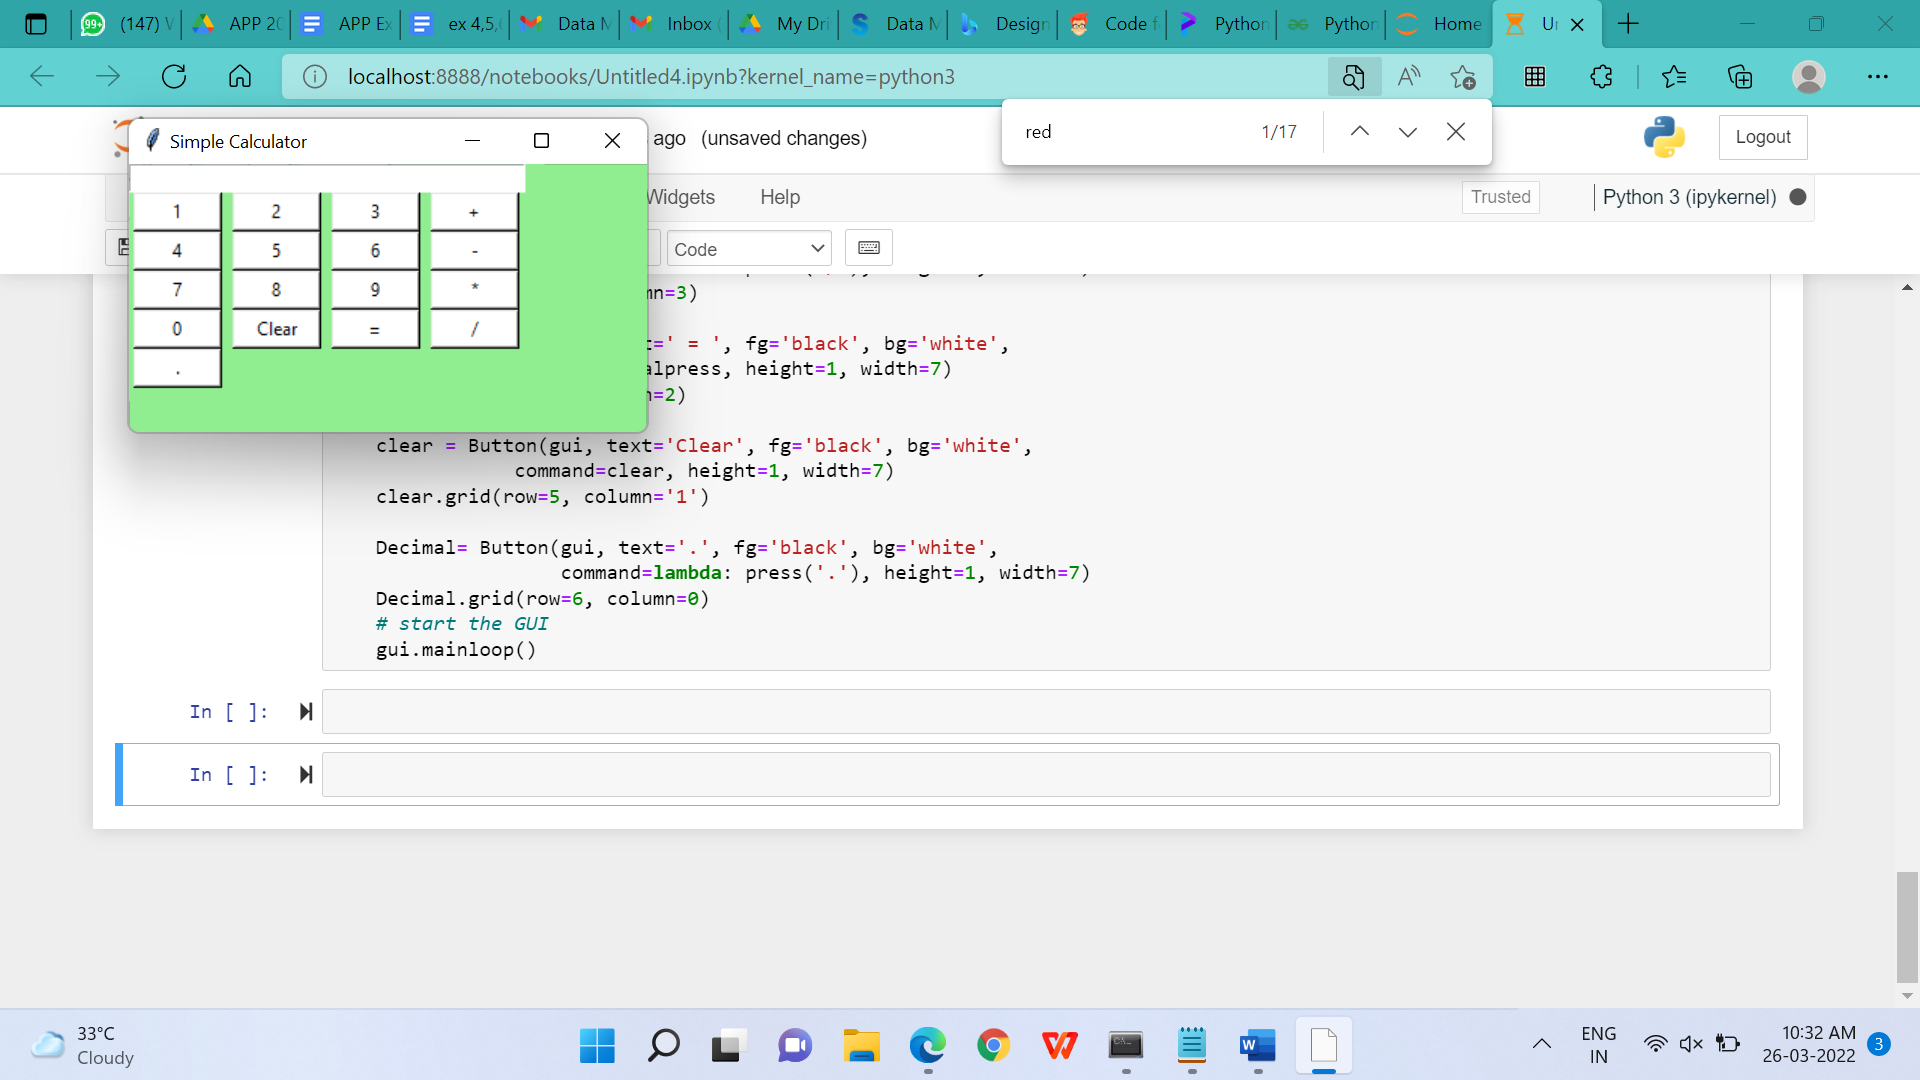 99+ (147) W APP 20 APP Ex ex 4,5,6 Data M Inbox ( My Dri Data M Design Code f Python Python Home Un
localhost:8888/notebooks/Untitled4.ipynb?kernel_name=python3
red 1/17
Simple Calculator
ago (unsaved changes) Logout
Widgets Help Trusted Python 3 (ipykernel)
Code
1 2 3 +
4 5 6 -
7 8 9 *
0 Clear = /
.
mn=3)
t=' = ', fg='black', bg='white',
alpress, height=1, width=7)
n=2)
clear = Button(gui, text='Clear', fg='black', bg='white',
command=clear, height=1, width=7)
clear.grid(row=5, column='1')
Decimal= Button(gui, text='.', fg='black', bg='white',
command=lambda: press('.'), height=1, width=7)
Decimal.grid(row=6, column=0)
# start the GUI
gui.mainloop()
In [ ]:
In [ ]:
33°C
Cloudy
ENG
IN
10:32 AM
26-03-2022
3